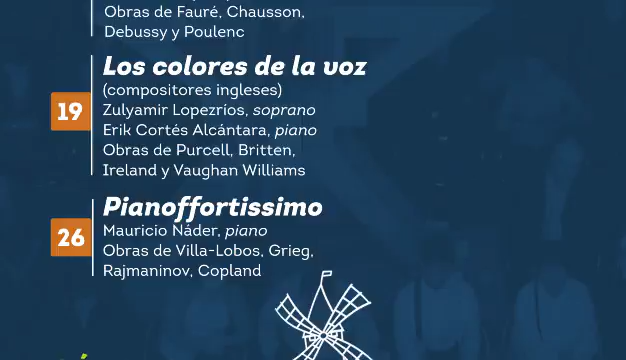 Obras de Fauré, Chausson,
Debussy y Poulenc
19
Los colores de la voz
(compositores ingleses)
Zulyamir Lopezríos, soprano
Erik Cortés Alcántara, piano
Obras de Purcell, Britten,
Ireland y Vaughan Williams
26
Pianoffortissimo
Mauricio Náder, piano
Obras de Villa-Lobos, Grieg,
Rajmaninov, Copland